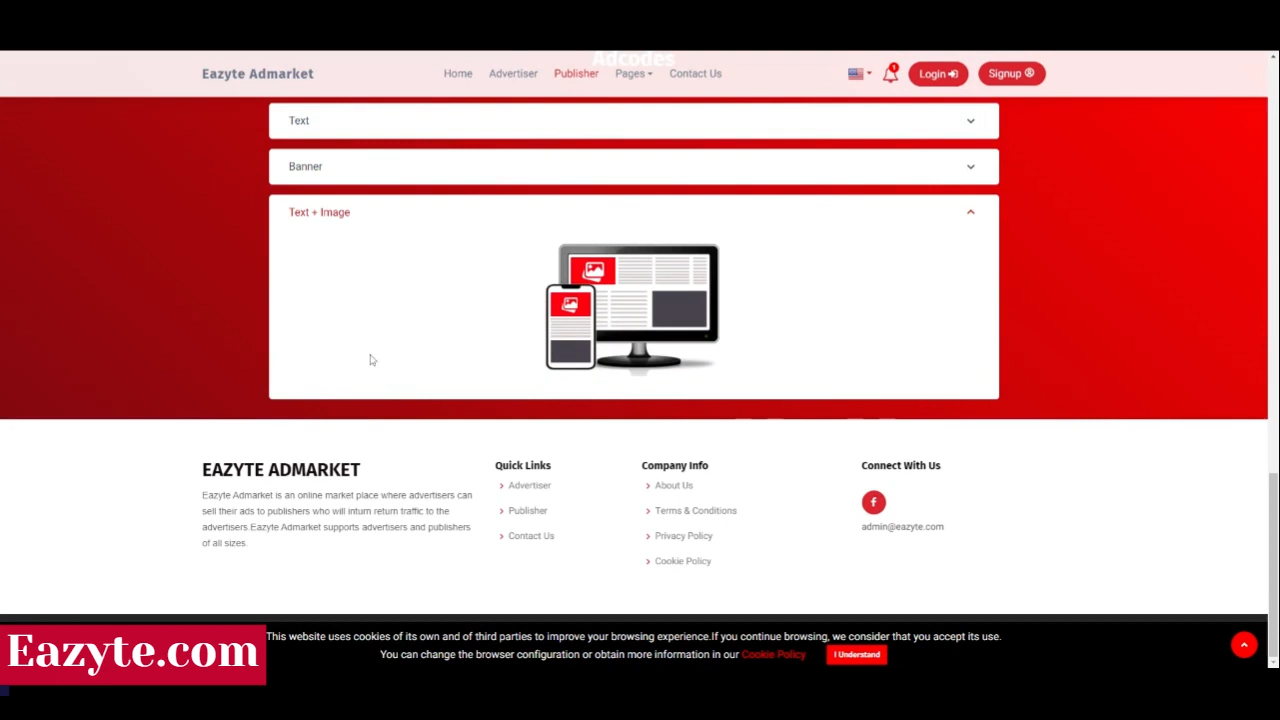 Adcodes
Eazyte Admarket
Home
Advertiser
Publisher
Pages
Contact Us
1
Login
Signup
Text
Banner
Text + Image
EAZYTE ADMARKET
Eazyte Admarket is an online market place where advertisers can
sell their ads to publishers who will inturn return traffic to the
advertisers.Eazyte Admarket supports advertisers and publishers
of all sizes.
Quick Links
Advertiser
Publisher
Contact Us
Company Info
About Us
Terms & Conditions
Privacy Policy
Cookie Policy
Connect With Us
admin@eazyte.com
This website uses cookies of its own and of third parties to improve your browsing experience.If you continue browsing, we consider that you accept its use.
You can change the browser configuration or obtain more information in our Cookie Policy
I Understand
Eazyte.com